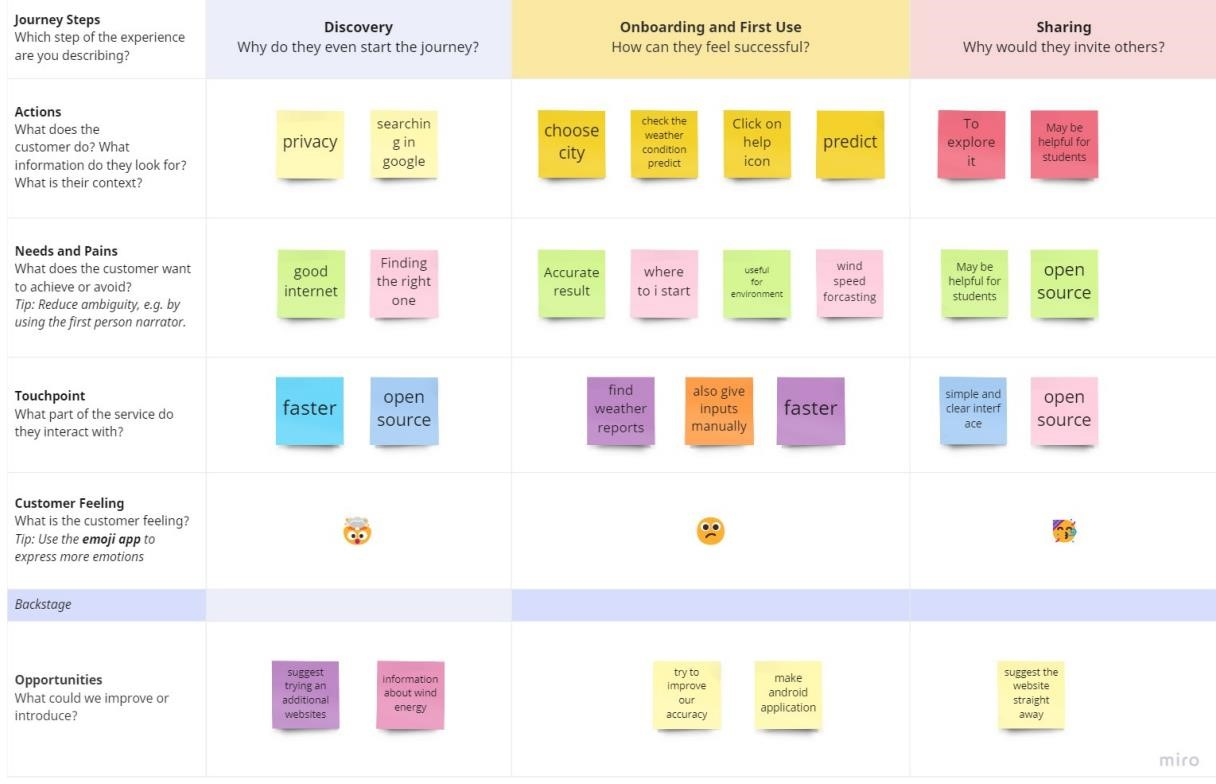 Journey Steps
Which step of the experience
are you describing?
Discovery
Why do they even start the journey?
Onboarding and First Use
How can they feel successful?
Sharing
Why would they invite others?
Actions
What does the
customer do? What
information do they look for?
What is their context?
privacy
searchin
g in
google
choose
city
check the
weather
condition
predict
Click on
help
icon
predict
To
explore
it
May be
helpful for
students
Needs and Pains
What does the customer want
to achieve or avoid?
Tip: Reduce ambiguity, e.g. by
using the first person narrator.
good
internet
Finding
the right
one
Accurate
result
where
to i start
useful
for
environment
wind
speed
forcasting
May be
helpful for
students
open
source
Touchpoint
What part of the service do
they interact with?
faster
open
source
find
weather
reports
also give
inputs
manually
faster
simple and
clear interf
ace
open
source
Customer Feeling
What is the customer feeling?
Tip: Use the emoji app to
express more emotions
Backstage
Opportunities
What could we improve or
introduce?
suggest
trying an
additional
websites
information
about wind
energy
try to
improve
our
accuracy
make
android
application
suggest the
website
straight
away
miro